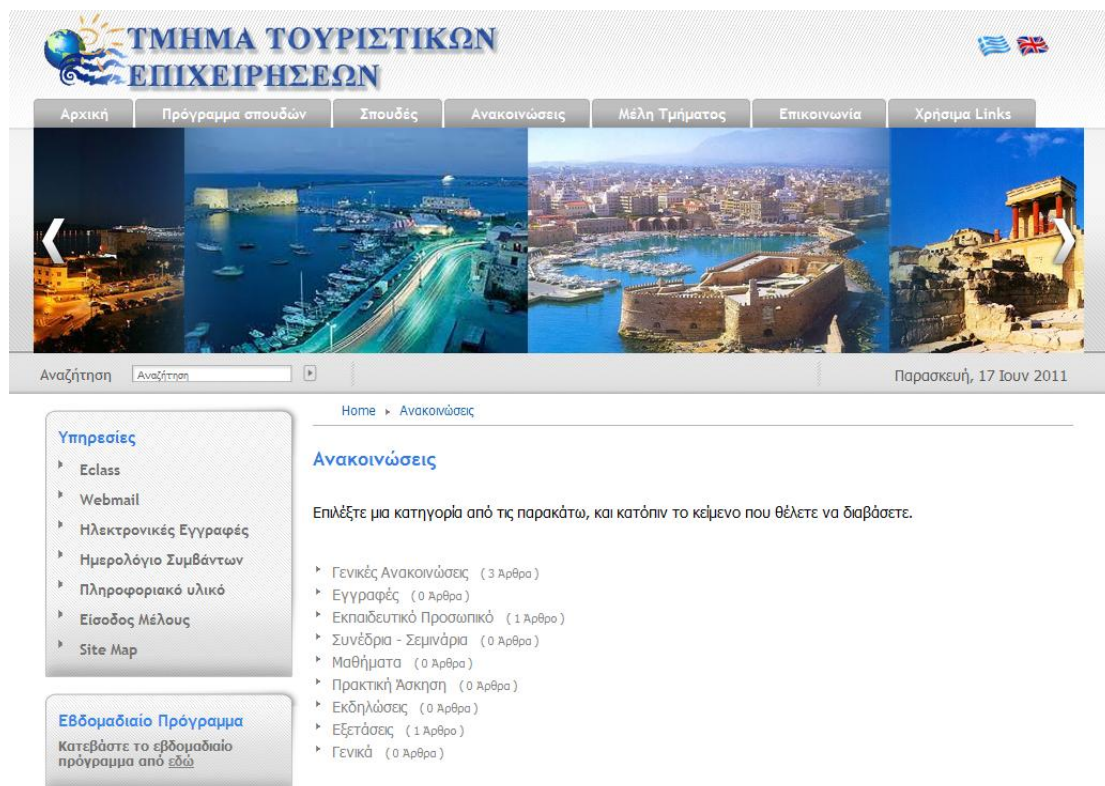 ΤΜΗΜΑ ΤΟΥΡΙΣΤΙΚΩΝ
ΕΠΙΧΕΙΡΗΣΕΩΝ
Αρχική Πρόγραμμα σπουδών Σπουδές Ανακοινώσεις Μέλη Τμήματος Επικοινωνία Χρήσιμα Links
Αναζήτηση Αναζήτηση Παρασκευή, 17 Ιουν 2011
Υπηρεσίες
Eclass
Webmail
Ηλεκτρονικές Εγγραφές
Ημερολόγιο Συμβάντων
Πληροφοριακό υλικό
Είσοδος Μέλους
Site Map
Εβδομαδιαίο Πρόγραμμα
Κατεβάστε το εβδομαδιαίο
πρόγραμμα από εδώ
Home Ανακοινώσεις
Ανακοινώσεις
Επιλέξτε μια κατηγορία από τις παρακάτω, και κατόπιν το κείμενο που θέλετε να διαβάσετε.
Γενικές Ανακοινώσεις ( 3 Άρθρα )
Εγγραφές ( 0 Άρθρα )
Εκπαιδευτικό Προσωπικό ( 1 Άρθρο )
Συνέδρια - Σεμινάρια ( 0 Άρθρα )
Μαθήματα ( 0 Άρθρα )
Πρακτική Άσκηση ( 0 Άρθρα )
Εκδηλώσεις ( 0 Άρθρα )
Εξετάσεις ( 1 Άρθρο )
Γενικά ( 0 Άρθρα )